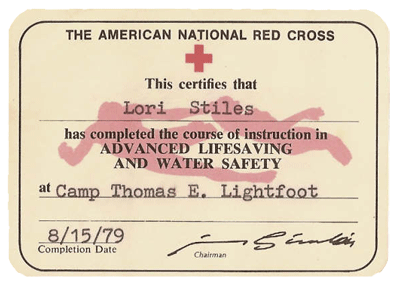 THE AMERICAN NATIONAL RED CROSS
This certifies that
Lori Stiles
has completed the course of instruction in
ADVANCED LIFESAVING
AND WATER SAFETY
at Camp Thomas E. Lightfoot
8/15/79
Completion Date
Chairman